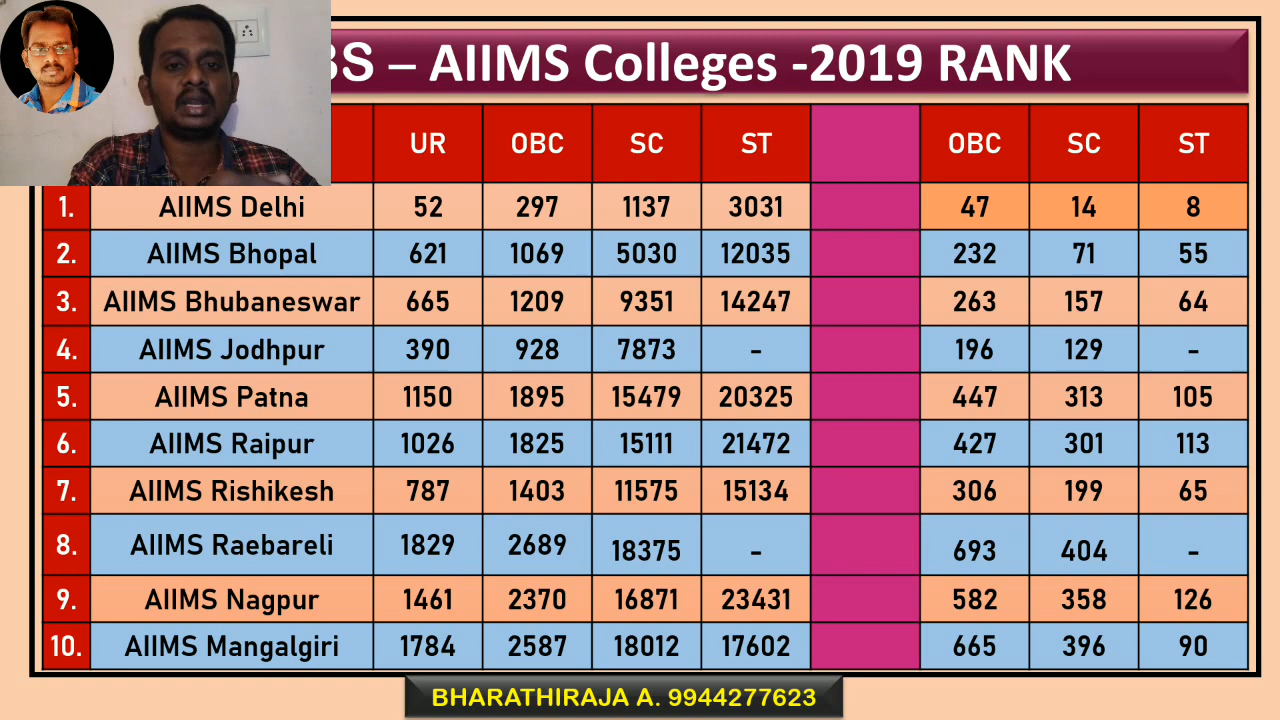 BS – AIIMS Colleges -2019 RANK
UR OBC SC ST OBC SC ST
1. AIIMS Delhi 52 297 1137 3031 47 14 8
2. AIIMS Bhopal 621 1069 5030 12035 232 71 55
3. AIIMS Bhubaneswar 665 1209 9351 14247 263 157 64
4. AIIMS Jodhpur 390 928 7873 - 196 129 -
5. AIIMS Patna 1150 1895 15479 20325 447 313 105
6. AIIMS Raipur 1026 1825 15111 21472 427 301 113
7. AIIMS Rishikesh 787 1403 11575 15134 306 199 65
8. AIIMS Raebareli 1829 2689 18375 - 693 404 -
9. AIIMS Nagpur 1461 2370 16871 23431 582 358 126
10. AIIMS Mangalgiri 1784 2587 18012 17602 665 396 90
BHARATHIRAJA A. 9944277623